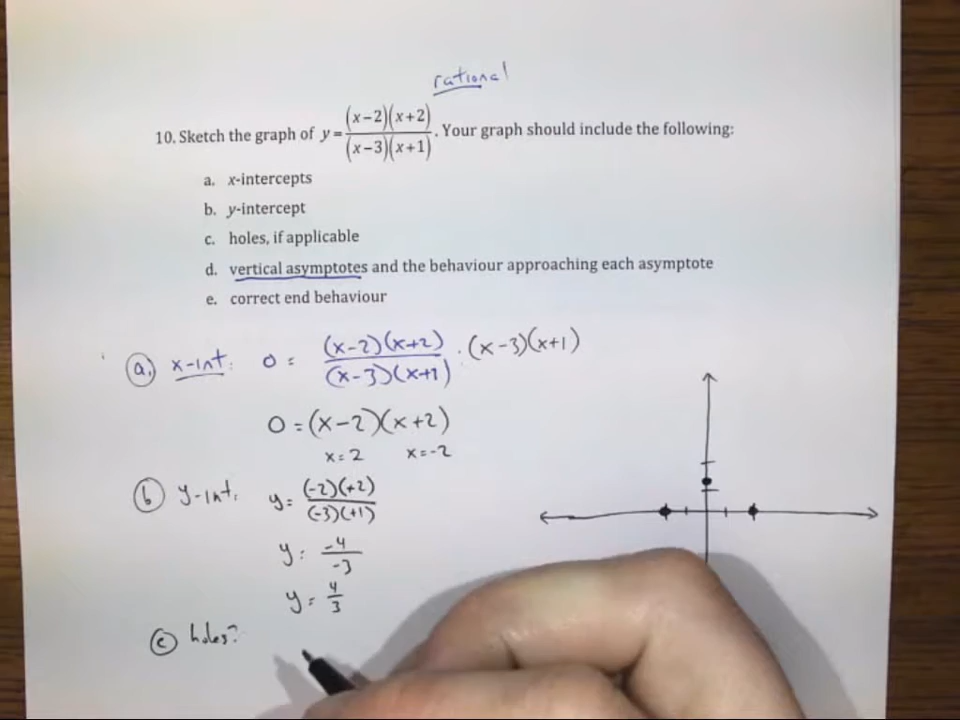 rational
10. Sketch the graph of y = (x−2)(x+2) / (x−3)(x+1) . Your graph should include the following:
a. x-intercepts
b. y-intercept
c. holes, if applicable
d. vertical asymptotes and the behaviour approaching each asymptote
e. correct end behaviour
(a.) x-int: 0 = (x-2)(x+2) / (x-3)(x+1) · (x-3)(x+1)
0 = (x-2)(x+2)
x=2 x=-2
(b) y-int: y = (-2)(+2) / (-3)(+1)
y = -4 / -3
y = 4/3
(c) holes?